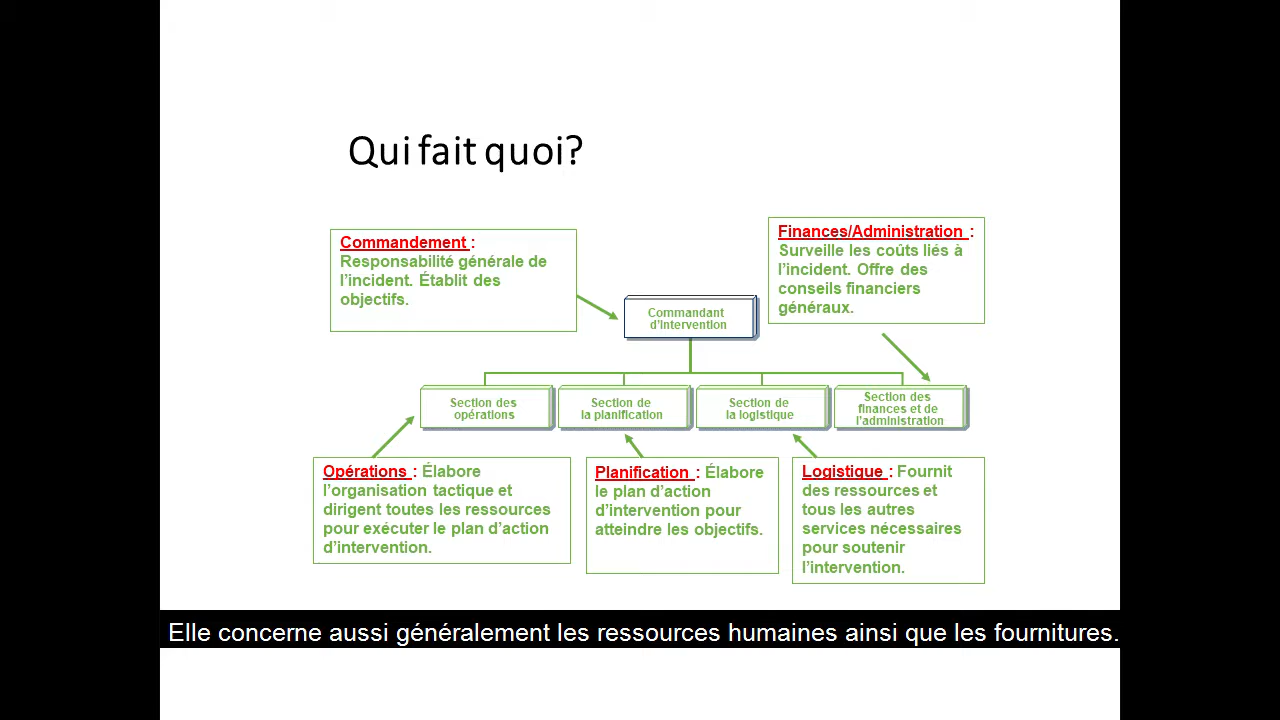 Qui fait quoi?
Commandement :
Responsabilité générale de
l'incident. Établit des
objectifs.
Finances/Administration :
Surveille les coûts liés à
l'incident. Offre des
conseils financiers
généraux.
Commandant
d'intervention
Section des
opérations
Section de
la planification
Section de
la logistique
Section des
finances et de
l'administration
Opérations : Élabore
l'organisation tactique et
dirigent toutes les ressources
pour exécuter le plan d'action
d'intervention.
Planification : Élabore
le plan d'action
d'intervention pour
atteindre les objectifs.
Logistique : Fournit
des ressources et
tous les autres
services nécessaires
pour soutenir
l'intervention.
Elle concerne aussi généralement les ressources humaines ainsi que les fournitures.